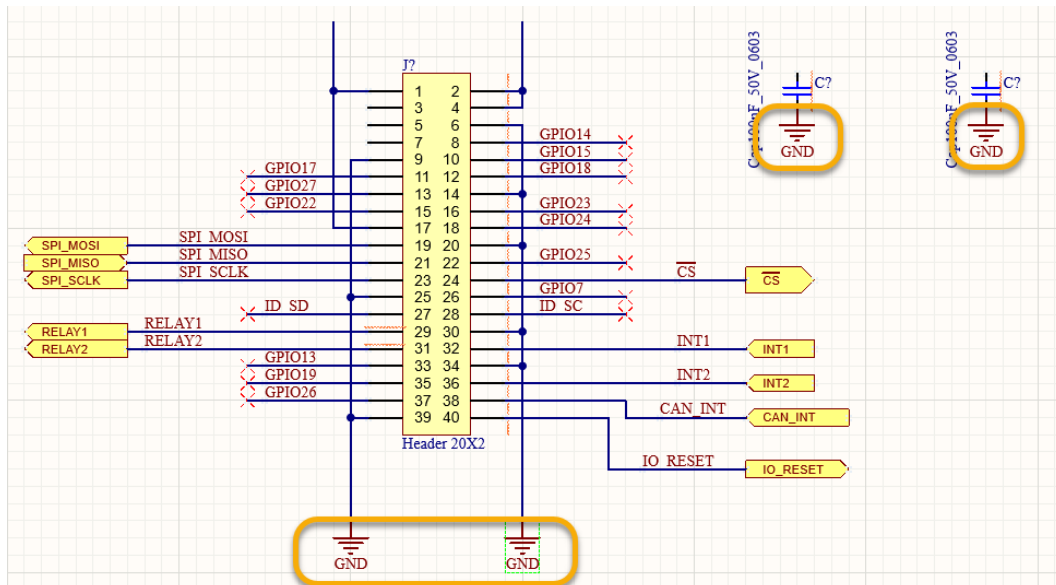 J?
1 2
3 4
5 6
7 8 GPIO14
9 10 GPIO15
GPIO17 11 12 GPIO18
GPIO27 13 14
GPIO22 15 16 GPIO23
17 18 GPIO24
SPI_MOSI SPI_MOSI 19 20
SPI_MISO SPI_MISO 21 22 GPIO25
SPI_SCLK SPI_SCLK 23 24 CS CS
25 26 GPIO7
ID_SD 27 28 ID_SC
RELAY1 RELAY1 29 30
RELAY2 RELAY2 31 32 INT1 INT1
GPIO13 33 34
GPIO19 35 36 INT2 INT2
GPIO26 37 38 CAN_INT CAN_INT
39 40 IO_RESET IO_RESET
Header 20X2
GND
GND
Cap100nF_50V_0603
C?
GND
Cap100nF_50V_0603
C?
GND